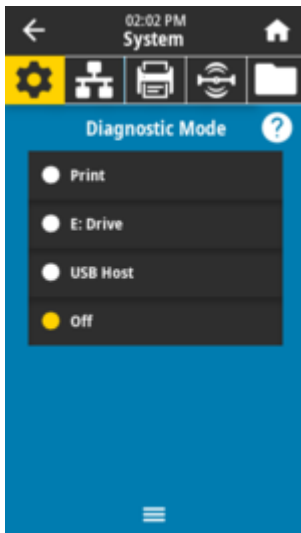 02:02 PM
System
Diagnostic Mode
?
Print
E: Drive
USB Host
Off